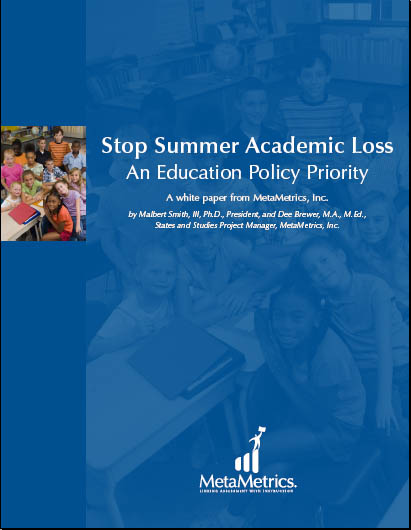 Stop Summer Academic Loss
An Education Policy Priority
A white paper from MetaMetrics, Inc.
by Malbert Smith, III, Ph.D., President, and Dee Brewer, M.A., M.Ed.,
States and Studies Project Manager, MetaMetrics, Inc.
MetaMetrics®
LINKING ASSESSMENT WITH INSTRUCTION